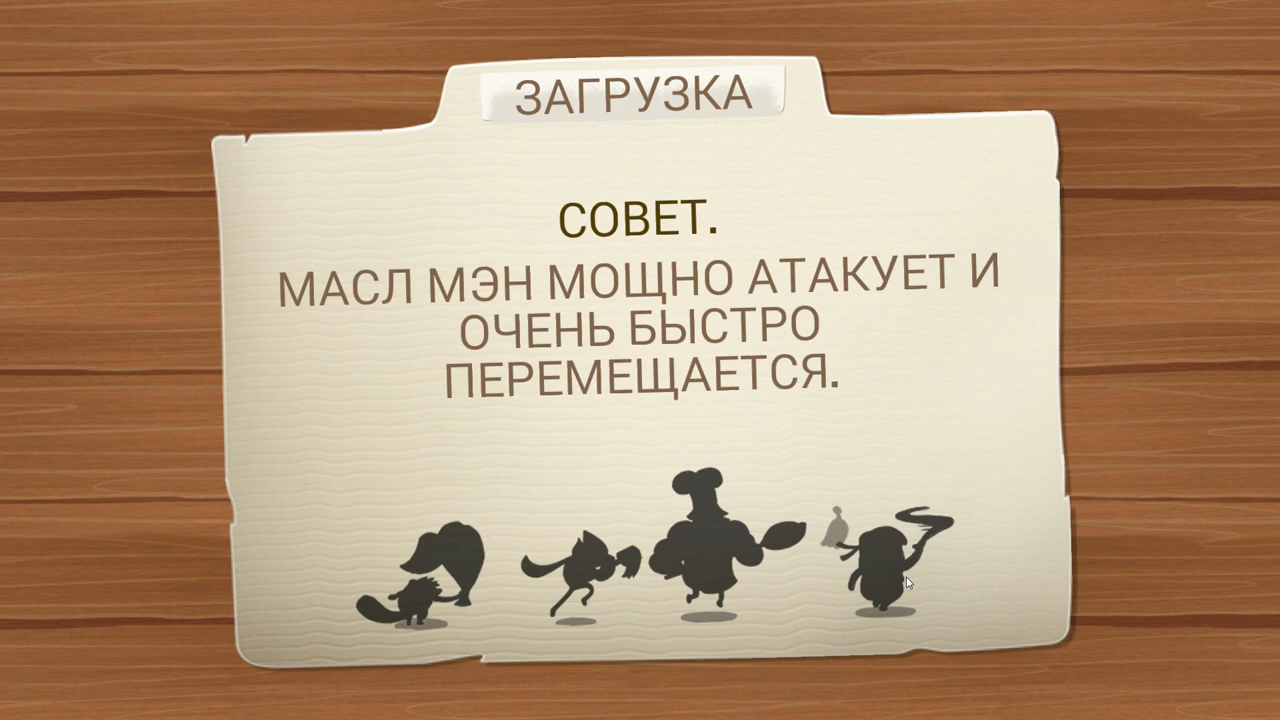 ЗАГРУЗКА
СОВЕТ.
МАСЛ МЭН МОЩНО АТАКУЕТ И
ОЧЕНЬ БЫСТРО
ПЕРЕМЕЩАЕТСЯ.